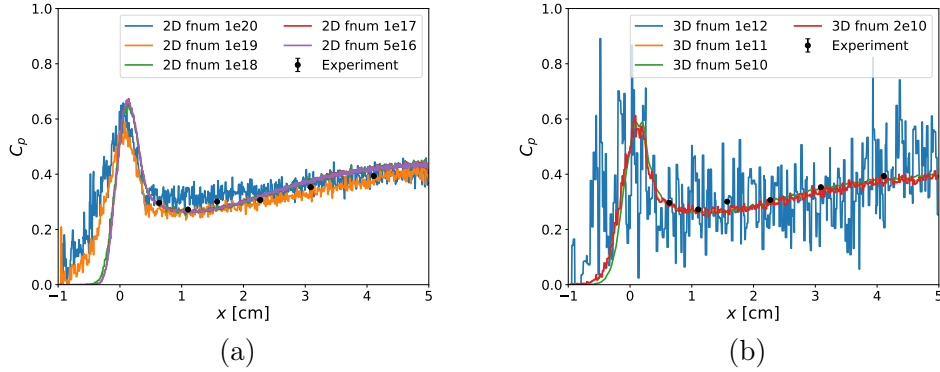 2D fnum 1e20
2D fnum 1e19
2D fnum 1e18
2D fnum 1e17
2D fnum 5e16
Experiment
1.0
0.8
0.6
0.4
0.2
0.0
Cp
−1 0 1 2 3 4 5
x [cm]
(a)
3D fnum 1e12
3D fnum 1e11
3D fnum 5e10
3D fnum 2e10
Experiment
1.0
0.8
0.6
0.4
0.2
0.0
Cp
−1 0 1 2 3 4 5
x [cm]
(b)